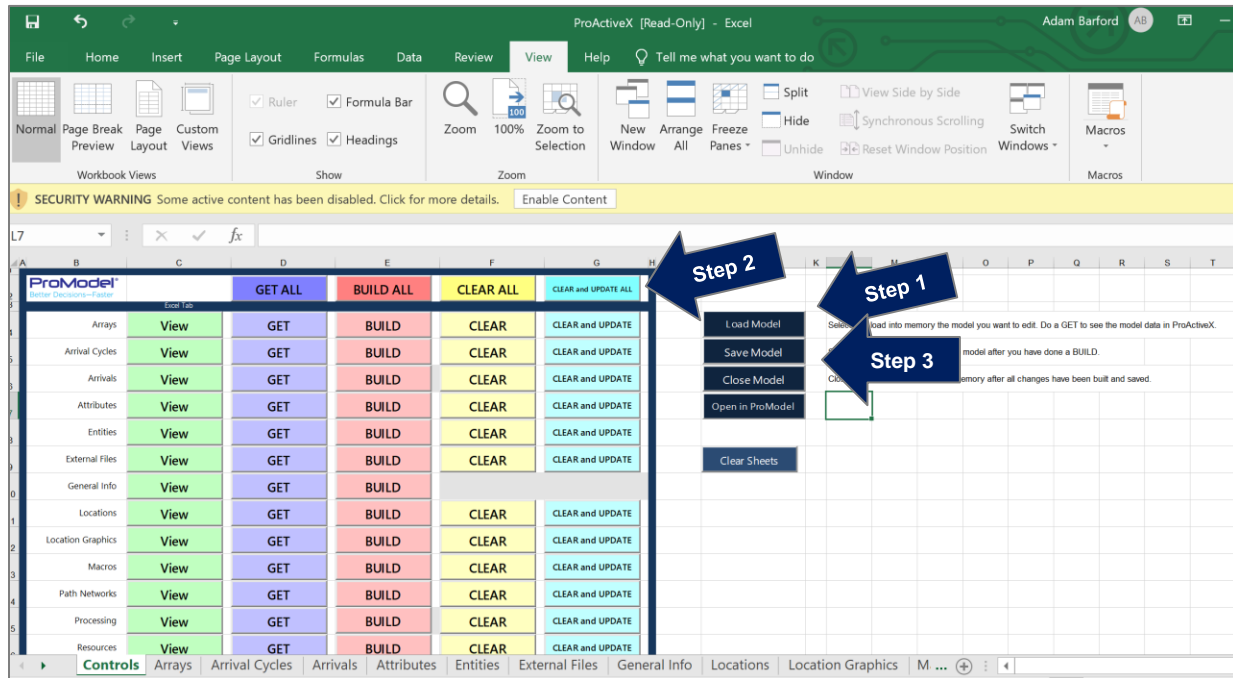 ProActiveX [Read-Only] - Excel
Adam Barford AB
File Home Insert Page Layout Formulas Data Review View Help Tell me what you want to do
Normal Page Break Preview Page Layout Custom Views
Workbook Views
Ruler Formula Bar
Gridlines Headings
Show
Zoom 100% Zoom to Selection
Zoom
New Window Arrange All Freeze Panes
Split
Hide
Unhide
View Side by Side
Synchronous Scrolling
Reset Window Position
Switch Windows
Window
Macros
Macros
SECURITY WARNING Some active content has been disabled. Click for more details. Enable Content
L7 fx
A B C D E F G H K M O P Q R S T
ProModel®
Better Decisions—Faster
GET ALL BUILD ALL CLEAR ALL CLEAR and UPDATE ALL
Step 2
Step 1
Step 3
Excel Tab
Arrays View GET BUILD CLEAR CLEAR and UPDATE Load Model load into memory the model you want to edit. Do a GET to see the model data in ProActiveX.
Arrival Cycles View GET BUILD CLEAR CLEAR and UPDATE Save Model model after you have done a BUILD.
Arrivals View GET BUILD CLEAR CLEAR and UPDATE Close Model after all changes have been built and saved.
Attributes View GET BUILD CLEAR CLEAR and UPDATE Open in ProModel
Entities View GET BUILD CLEAR CLEAR and UPDATE
External Files View GET BUILD CLEAR CLEAR and UPDATE Clear Sheets
General Info View GET BUILD
Locations View GET BUILD CLEAR CLEAR and UPDATE
Location Graphics View GET BUILD CLEAR CLEAR and UPDATE
Macros View GET BUILD CLEAR CLEAR and UPDATE
Path Networks View GET BUILD CLEAR CLEAR and UPDATE
Processing View GET BUILD CLEAR CLEAR and UPDATE
Resources View GET BUILD CLEAR CLEAR and UPDATE
Controls Arrays Arrival Cycles Arrivals Attributes Entities External Files General Info Locations Location Graphics M ...